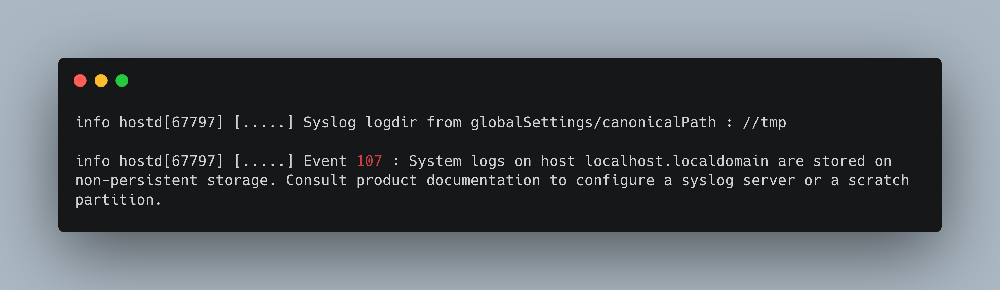 info hostd[67797] [.....] Syslog logdir from globalSettings/canonicalPath : //tmp
info hostd[67797] [.....] Event 107 : System logs on host localhost.localdomain are stored on
non-persistent storage. Consult product documentation to configure a syslog server or a scratch
partition.